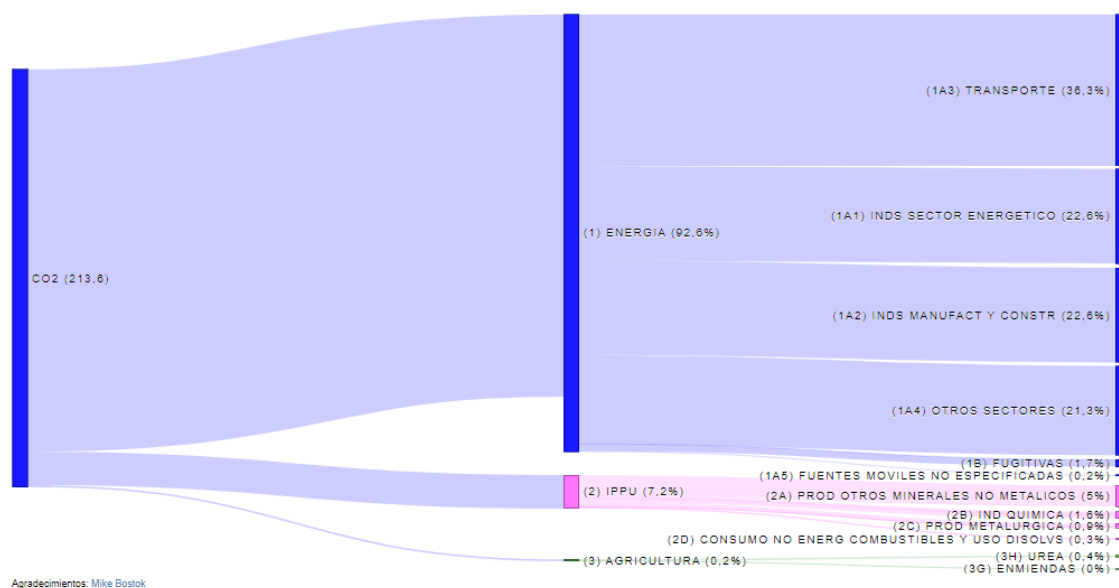 (1A3) TRANSPORTE (36,3%)
(1A1) INDS SECTOR ENERGETICO (22,6%)
(1) ENERGIA (92,6%)
CO2 (213,6)
(1A2) INDS MANUFACT Y CONSTR (22,6%)
(1A4) OTROS SECTORES (21,3%)
(1B) FUGITIVAS (1,7%)
(1A5) FUENTES MOVILES NO ESPECIFICADAS (0,2%)
(2) IPPU (7,2%)
(2A) PROD OTROS MINERALES NO METALICOS (5%)
(2B) IND QUIMICA (1,6%)
(2C) PROD METALURGICA (0,9%)
(2D) CONSUMO NO ENERG COMBUSTIBLES Y USO DISOLVS (0,3%)
(3) AGRICULTURA (0,2%)
(3H) UREA (0,4%)
(3G) ENMIENDAS (0%)
Agradecimientos: Mike Bostok